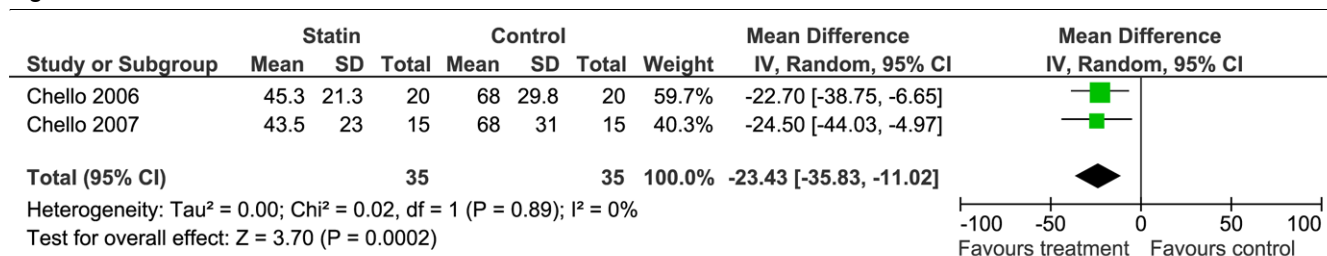 Statin Control Mean Difference Mean Difference
Study or Subgroup Mean SD Total Mean SD Total Weight IV, Random, 95% CI IV, Random, 95% CI
Chello 2006 45.3 21.3 20 68 29.8 20 59.7% -22.70 [-38.75, -6.65]
Chello 2007 43.5 23 15 68 31 15 40.3% -24.50 [-44.03, -4.97]
Total (95% CI) 35 35 100.0% -23.43 [-35.83, -11.02]
Heterogeneity: Tau² = 0.00; Chi² = 0.02, df = 1 (P = 0.89); I² = 0%
Test for overall effect: Z = 3.70 (P = 0.0002)
-100 -50 0 50 100
Favours treatment Favours control